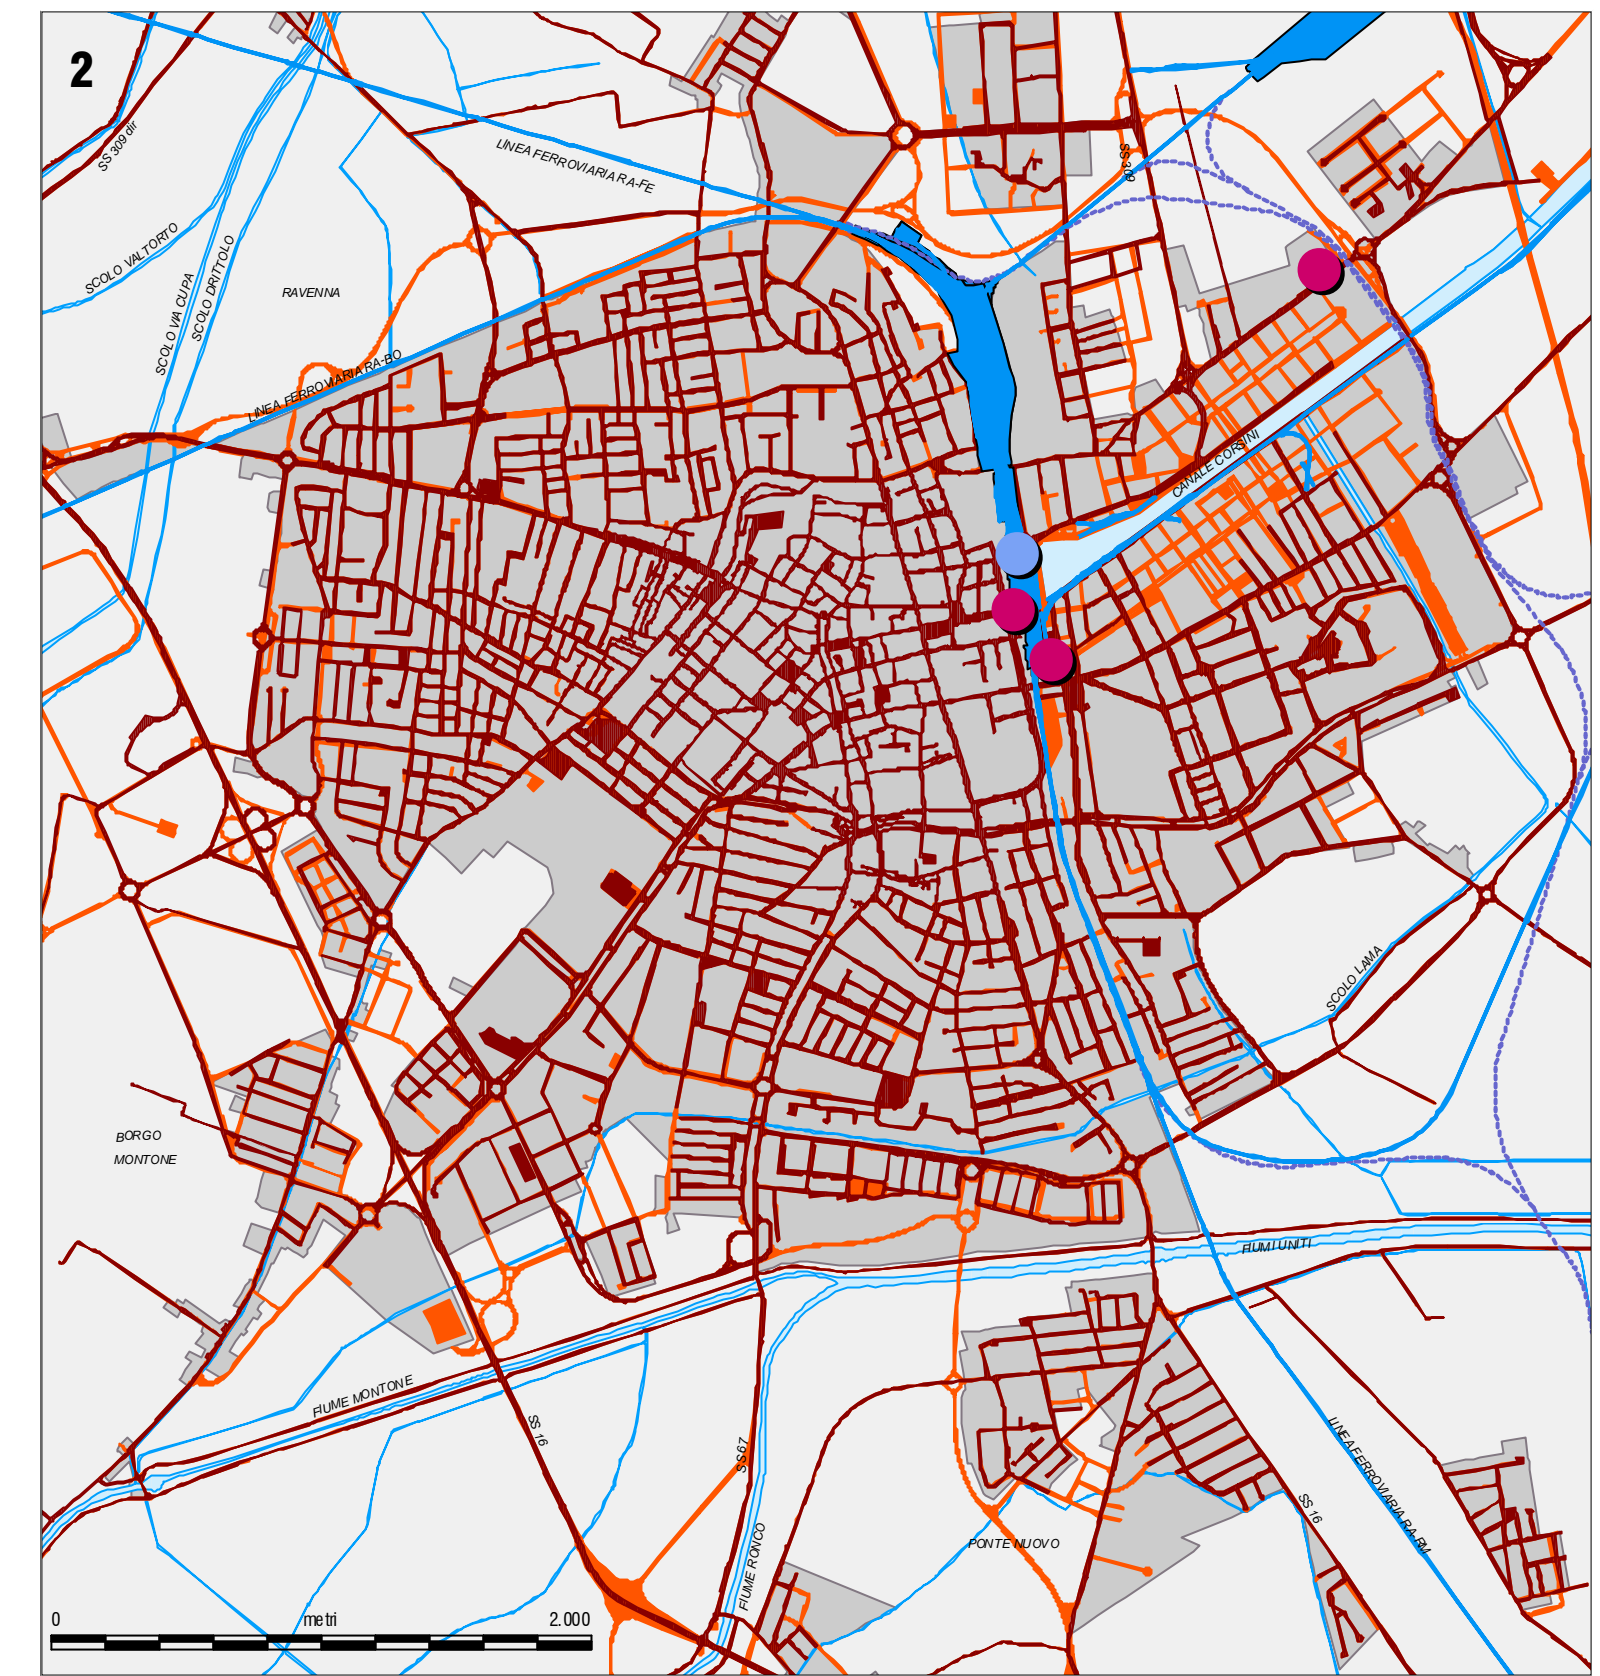 2
SS 309 dir
LINEA FERROVIARIA RA-FE
SS 309
SCOLO VALTORTO
SCOLO VIA CUPA
SCOLO DRITTOLO
RAVENNA
LINEA FERROVIARIA RA-BO
CANALE CORSINI
SCOLO LAMA
BORGO
MONTONE
FIUMI UNITI
FIUME MONTONE
SS 16
SS67
FIUME RONCO
PONTE NUOVO
SS 16
LINEA FERROVIARIA RA-RM
0 metri 2.000